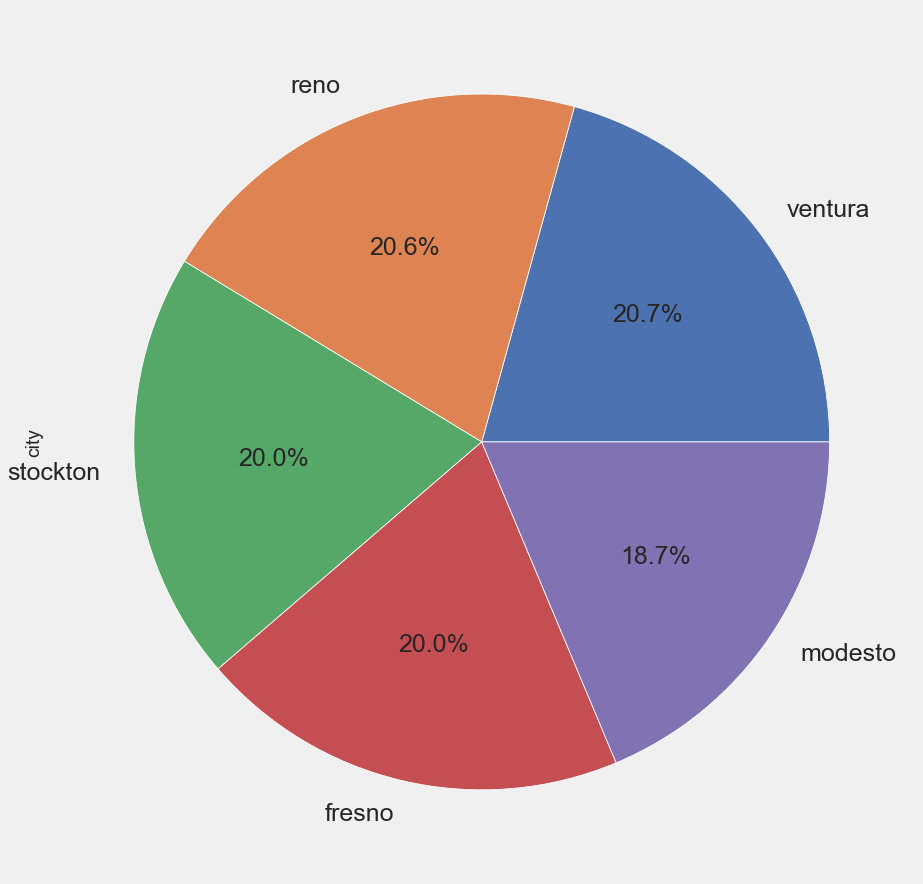 reno
ventura
20.6%
20.7%
city
20.0%
stockton
18.7%
20.0%
modesto
fresno